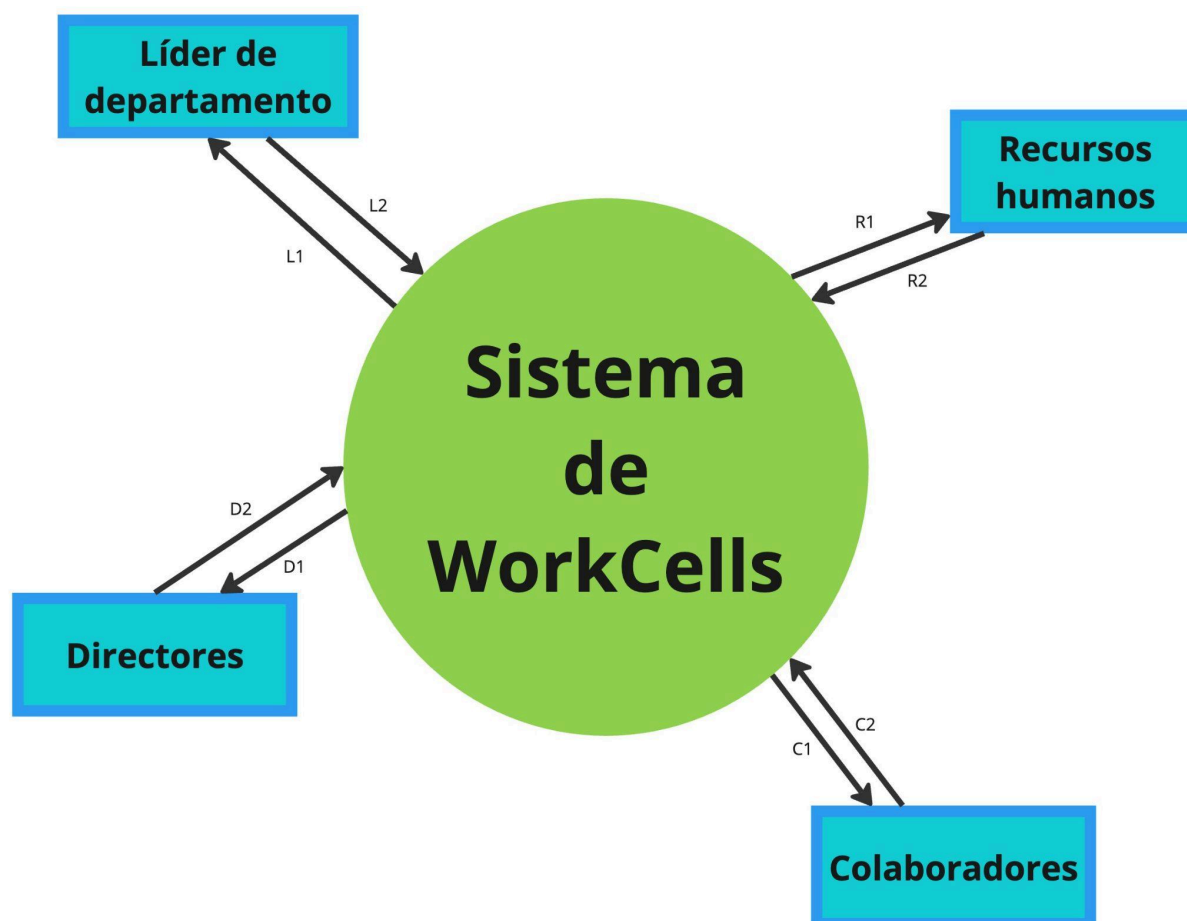 Líder de
departamento
Recursos
humanos
L2
R1
L1
R2
Sistema
de
WorkCells
D2
D1
Directores
C2
C1
Colaboradores